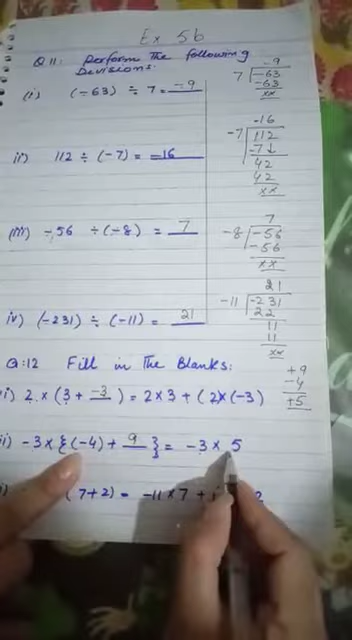 Ex 5b
Q 11: Perform the following
Divisions:
(i) (-63) ÷ 7 = -9
-9
7 -63
-63
xx
ii) 112 ÷ (-7) = -16
-16
-7 112
-7↓
42
42
xx
(iii) -56 ÷ (-8) = 7
7
-8 -56
-56
xx
iv) (-231) ÷ (-11) = 21
21
-11 -231
22
11
11
xx
Q:12 Fill in The Blanks:
i) 2 × (3 + -3) = 2 × 3 + (2 × (-3)
+9
-4
+5
ii) -3 × {(-4) + 9} = -3 × 5
(7+2) = -11 × 7 +
2